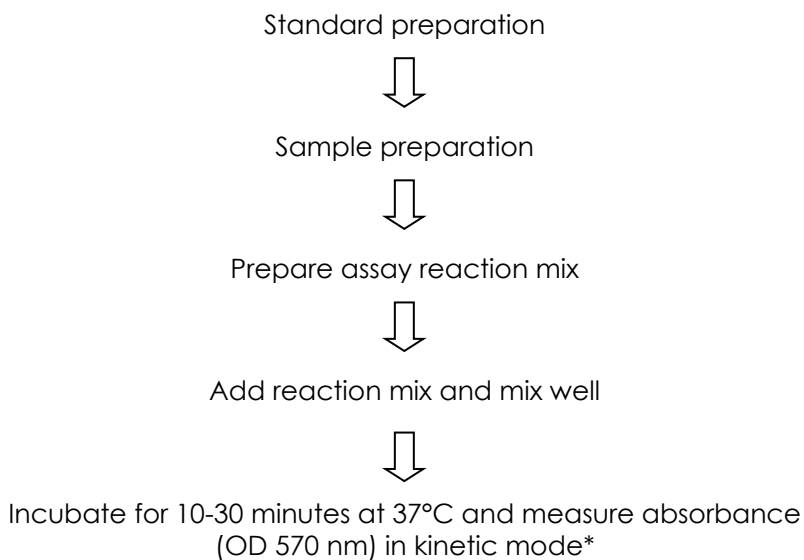 Standard preparation
Sample preparation
Prepare assay reaction mix
Add reaction mix and mix well
Incubate for 10-30 minutes at 37°C and measure absorbance
(OD 570 nm) in kinetic mode*